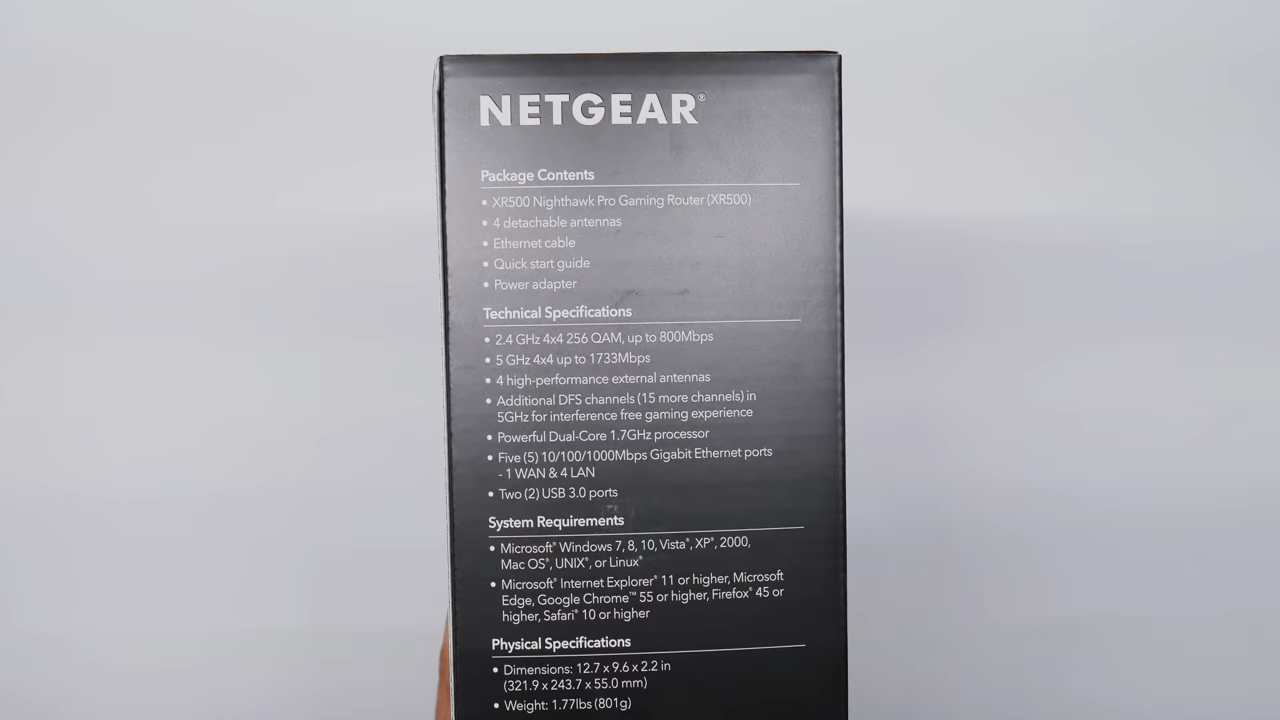 NETGEAR®
Package Contents
• XR500 Nighthawk Pro Gaming Router (XR500)
• 4 detachable antennas
• Ethernet cable
• Quick start guide
• Power adapter
Technical Specifications
• 2.4 GHz 4x4 256 QAM, up to 800Mbps
• 5 GHz 4x4 up to 1733Mbps
• 4 high-performance external antennas
• Additional DFS channels (15 more channels) in
5GHz for interference free gaming experience
• Powerful Dual-Core 1.7GHz processor
• Five (5) 10/100/1000Mbps Gigabit Ethernet ports
- 1 WAN & 4 LAN
• Two (2) USB 3.0 ports
System Requirements
• Microsoft® Windows 7, 8, 10, Vista®, XP®, 2000,
Mac OS®, UNIX®, or Linux®
• Microsoft® Internet Explorer® 11 or higher, Microsoft
Edge, Google Chrome™ 55 or higher, Firefox® 45 or
higher, Safari® 10 or higher
Physical Specifications
• Dimensions: 12.7 x 9.6 x 2.2 in
(321.9 x 243.7 x 55.0 mm)
• Weight: 1.77lbs (801g)